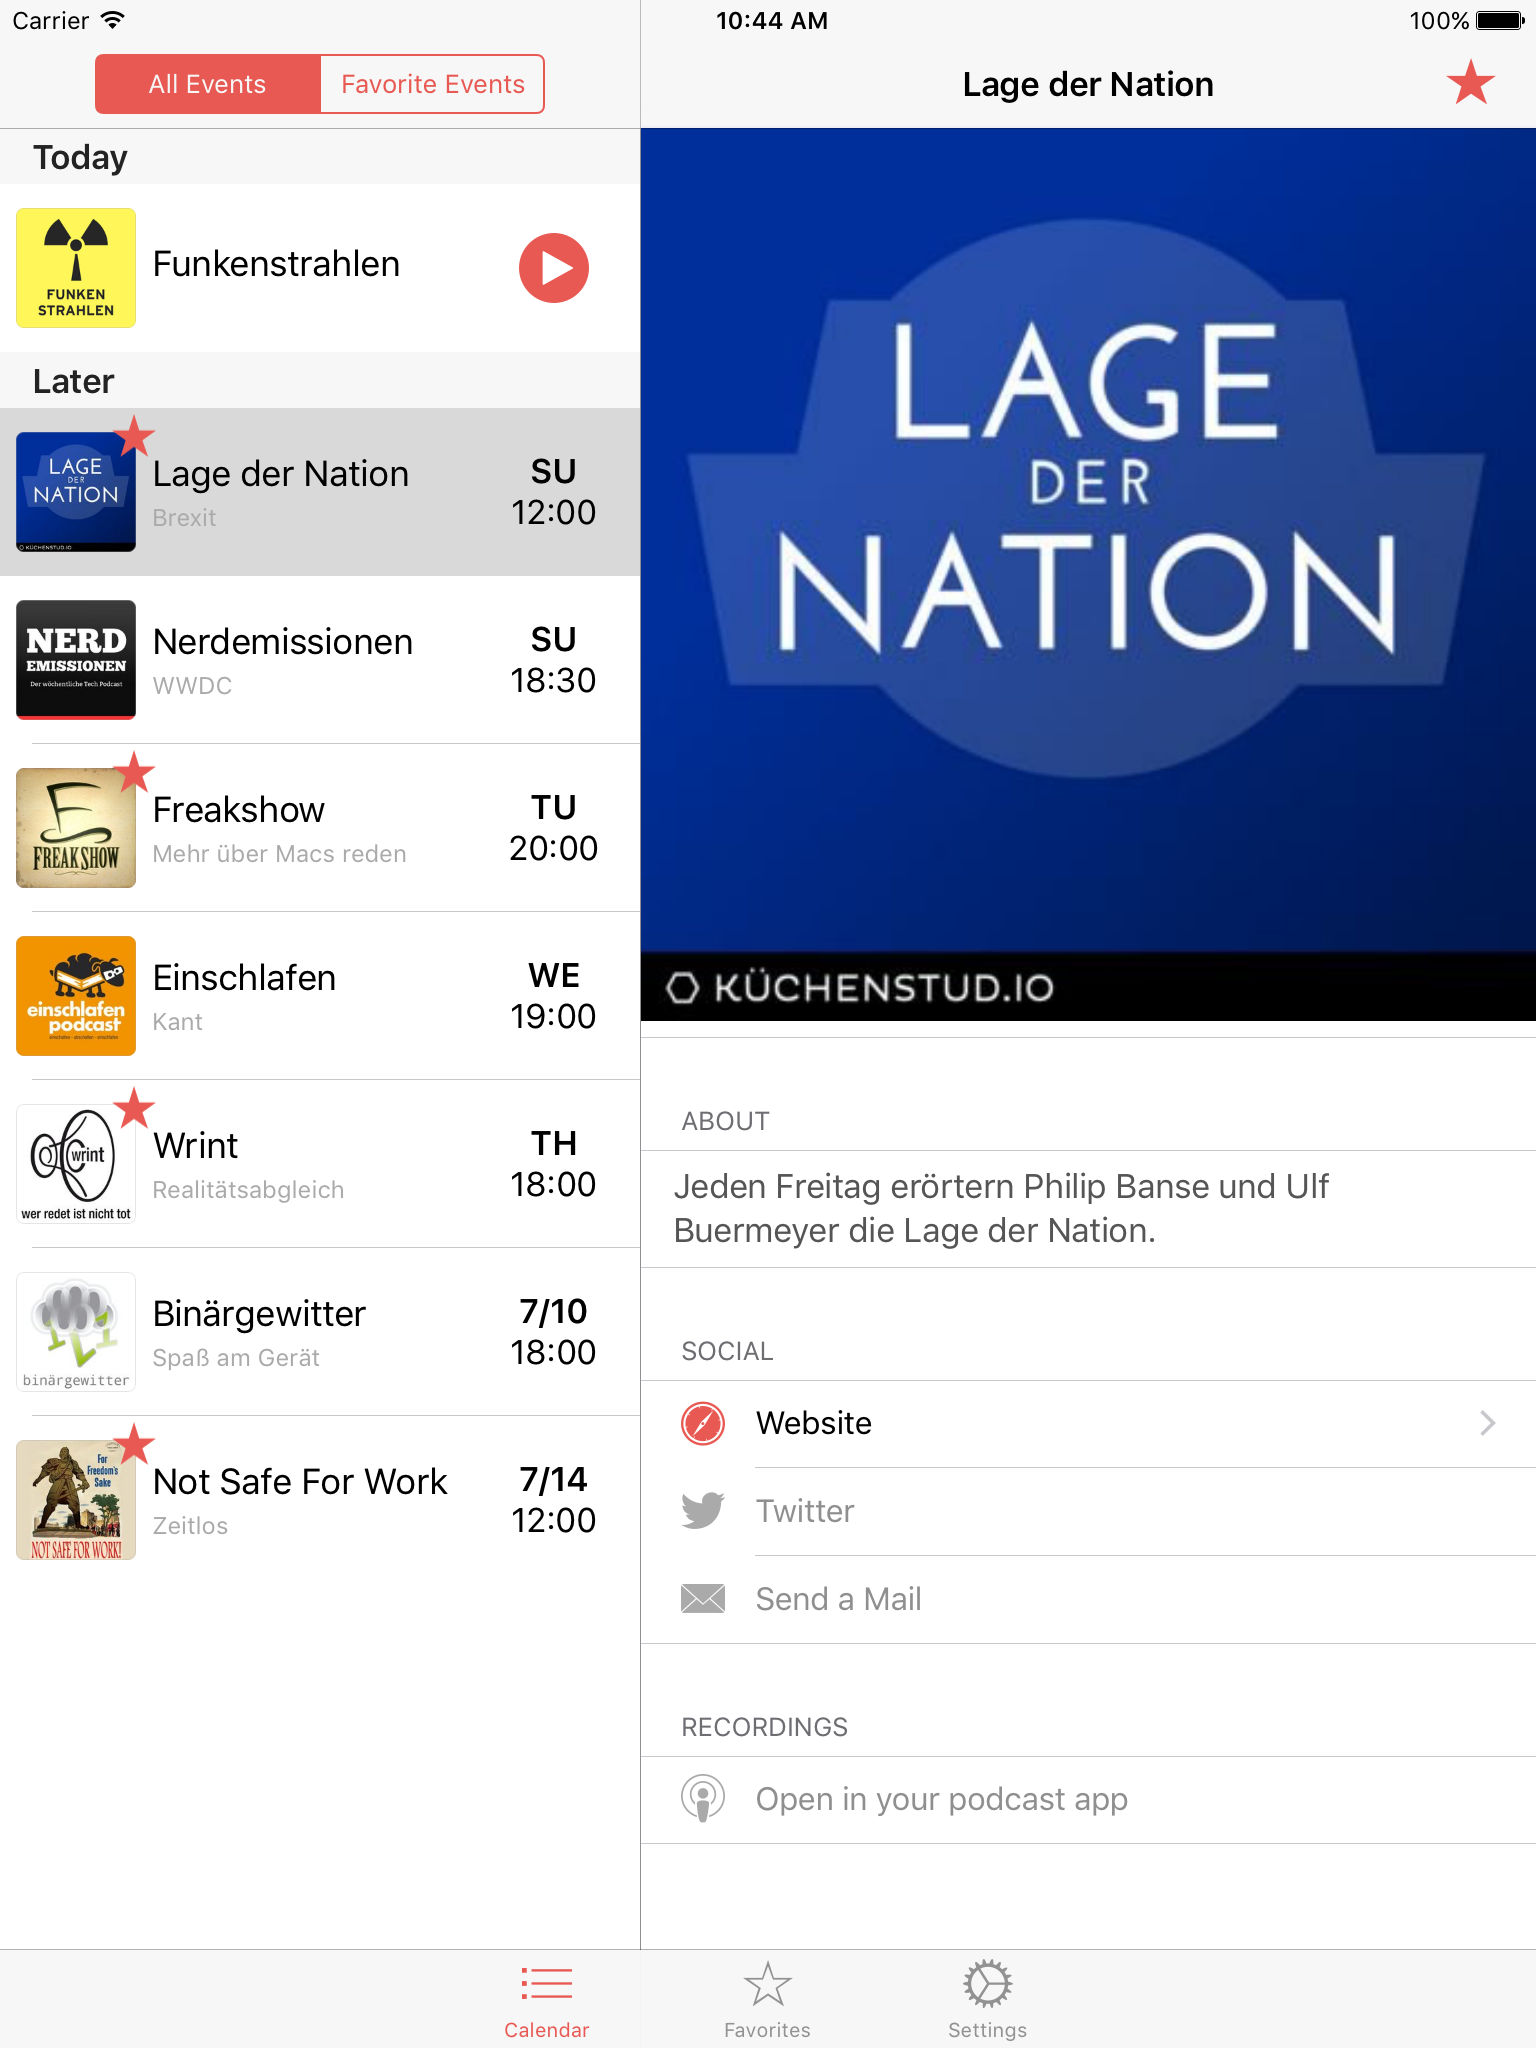 Carrier
10:44 AM
100%
All Events
Favorite Events
Lage der Nation
Today
FUNKEN
STRAHLEN
Funkenstrahlen
Later
LAGE
DER
NATION
KÜCHENSTUD.IO
Lage der Nation
Brexit
SU
12:00
NERD
EMISSIONEN
Der wöchentliche Tech Podcast
Nerdemissionen
WWDC
SU
18:30
FREAKSHOW
Freakshow
Mehr über Macs reden
TU
20:00
einschlafen
podcast
Einschlafen
Kant
WE
19:00
wrint
wer redet ist nicht tot
Wrint
Realitätsabgleich
TH
18:00
binärgewitter
Binärgewitter
Spaß am Gerät
7/10
18:00
For
Freedom's
Sake
NOT SAFE FOR WORK!
Not Safe For Work
Zeitlos
7/14
12:00
LAGE
DER
NATION
KÜCHENSTUD.IO
ABOUT
Jeden Freitag erörtern Philip Banse und Ulf
Buermeyer die Lage der Nation.
SOCIAL
Website
Twitter
Send a Mail
RECORDINGS
Open in your podcast app
Calendar
Favorites
Settings